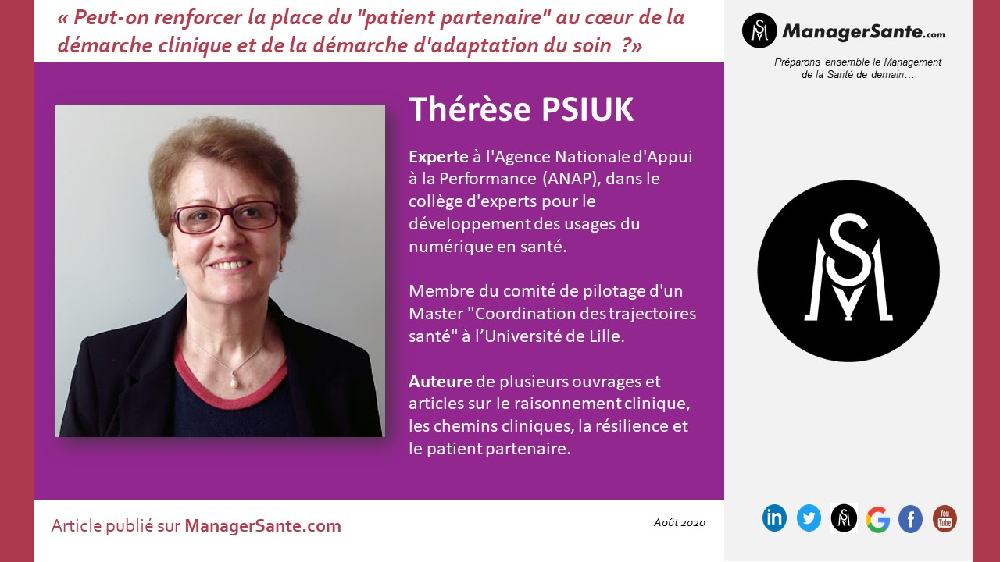 « Peut-on renforcer la place du "patient partenaire" au cœur de la
démarche clinique et de la démarche d'adaptation du soin  ?»
SM ManagerSante.com
Préparons ensemble le Management
de la Santé de demain…
Thérèse PSIUK
Experte à l'Agence Nationale d'Appui
à la Performance (ANAP), dans le
collège d'experts pour le
développement des usages du
numérique en santé.
Membre du comité de pilotage d'un
Master "Coordination des trajectoires
santé" à l’Université de Lille.
Auteure de plusieurs ouvrages et
articles sur le raisonnement clinique,
les chemins cliniques, la résilience et
le patient partenaire.
SM
Article publié sur ManagerSante.com
Août 2020
in SM G f You Tube